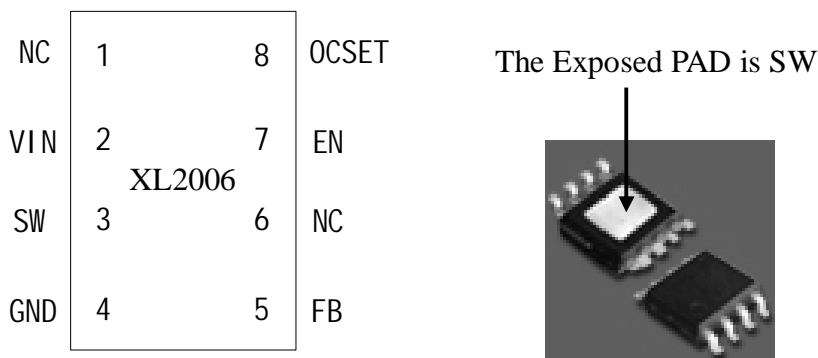 NC 1 8 OCSET
The Exposed PAD is SW
VIN 2 7 EN
XL2006
SW 3 6 NC
GND 4 5 FB